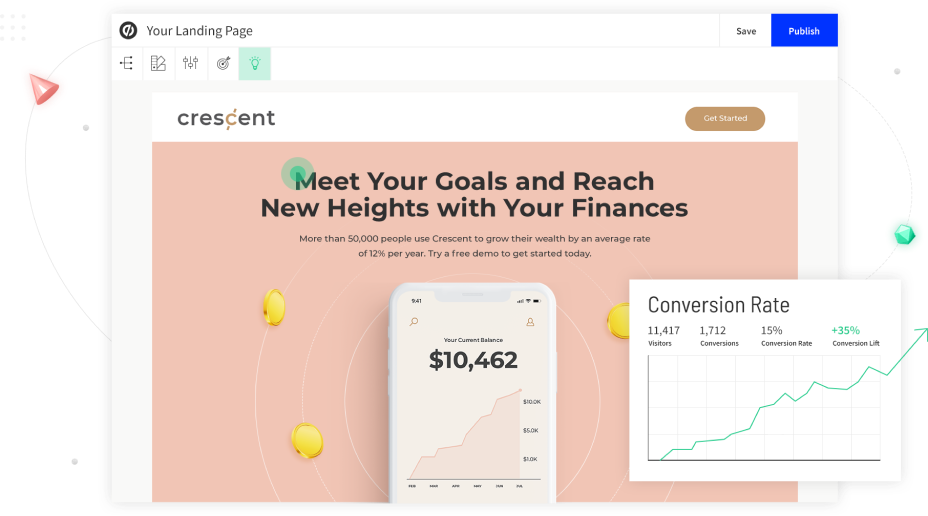 Your Landing Page
Save
Publish
crescent
Get Started
Meet Your Goals and Reach
New Heights with Your Finances
More than 50,000 people use Crescent to grow their wealth by an average rate
of 12% per year. Try a free demo to get started today.
9:41
Your Current Balance
$10,462
$10.0K
$5.0K
$1.0K
FEB MAR APR MAY JUN JUL
Conversion Rate
11,417 1,712 15% +35%
Visitors Conversions Conversion Rate Conversion Lift